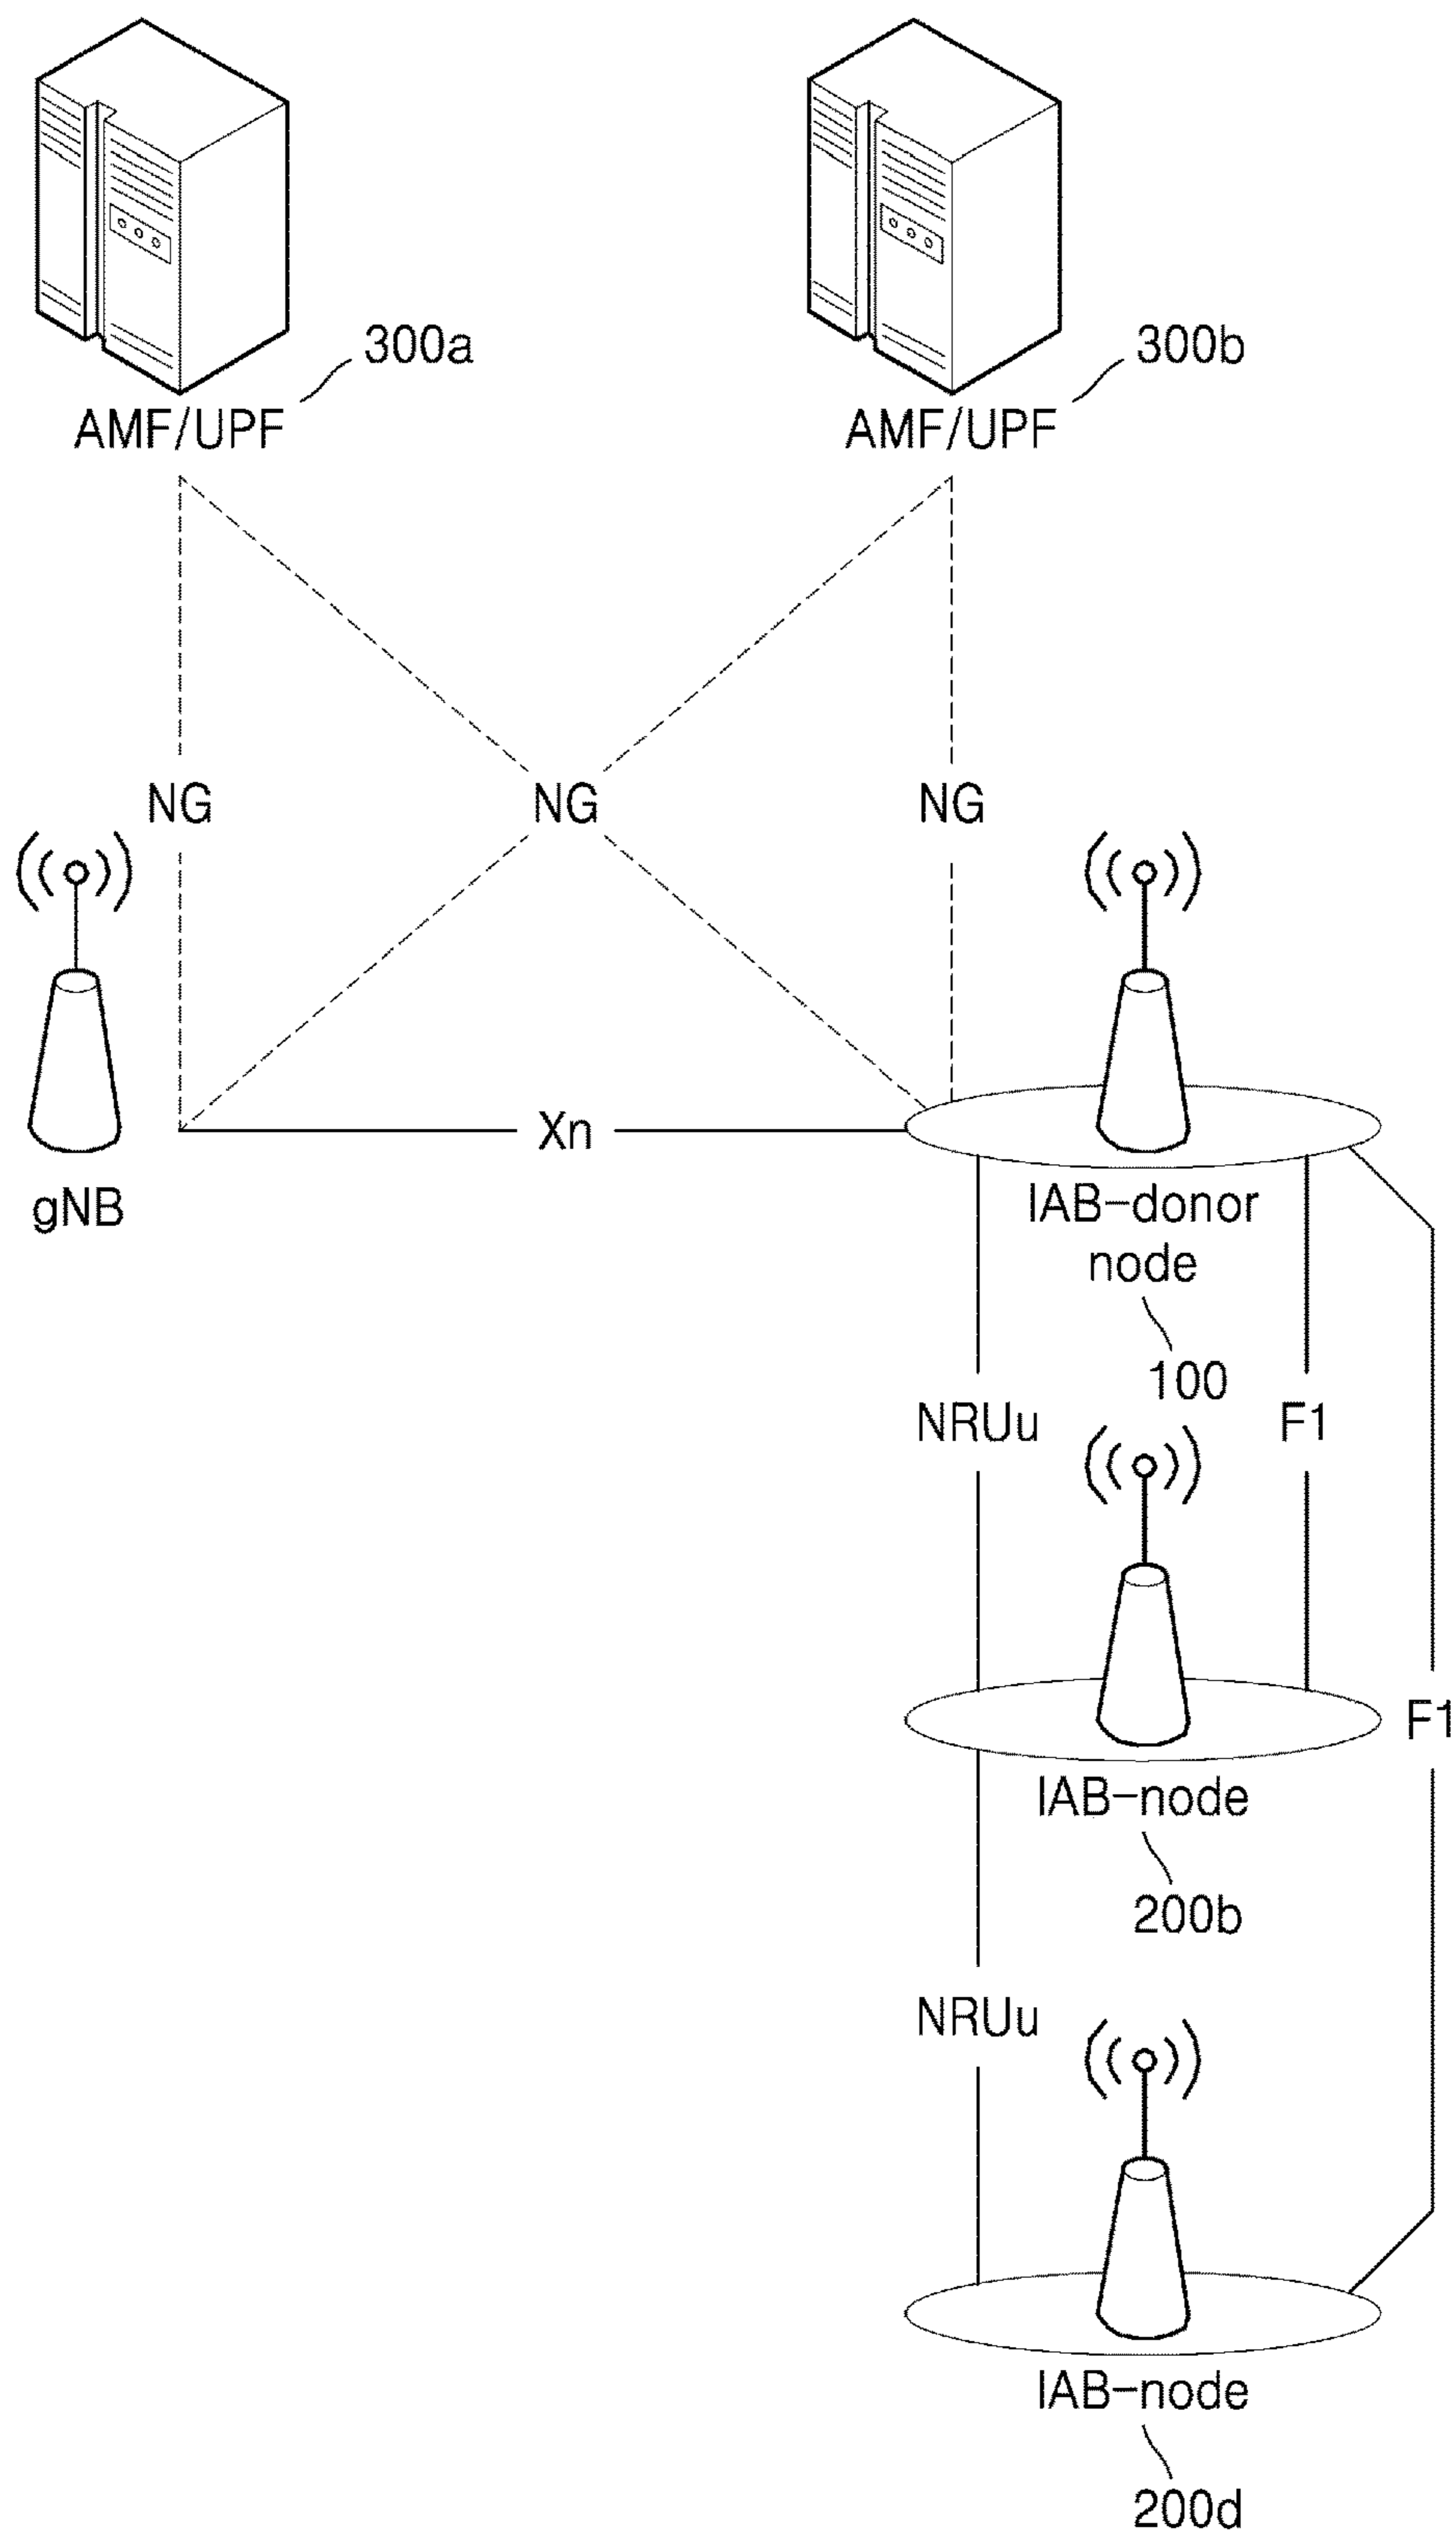 300a
300b
AMF/UPF
AMF/UPF
NG
NG
NG
Xn
gNB
IAB-donor
node
100
NRUu
F1
F1
IAB-node
200b
NRUu
IAB-node
200d